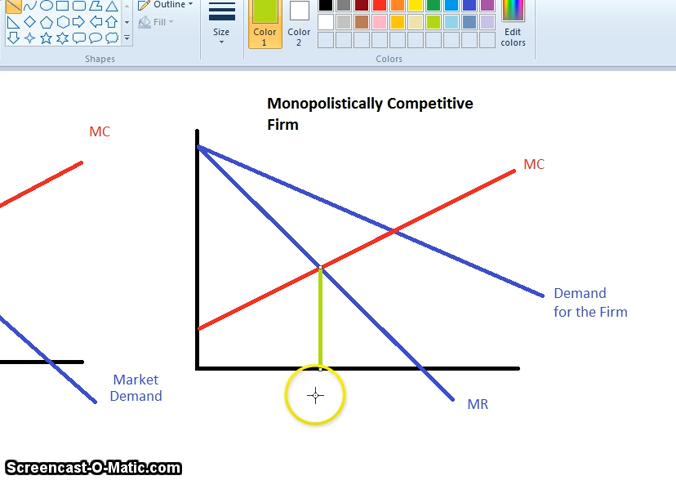 Outline
Fill
Size
Color
1
Color
2
Edit
colors
Shapes
Colors
Monopolistically Competitive
Firm
MC
MC
Demand
for the Firm
Market
Demand
MR
Screencast-O-Matic.com